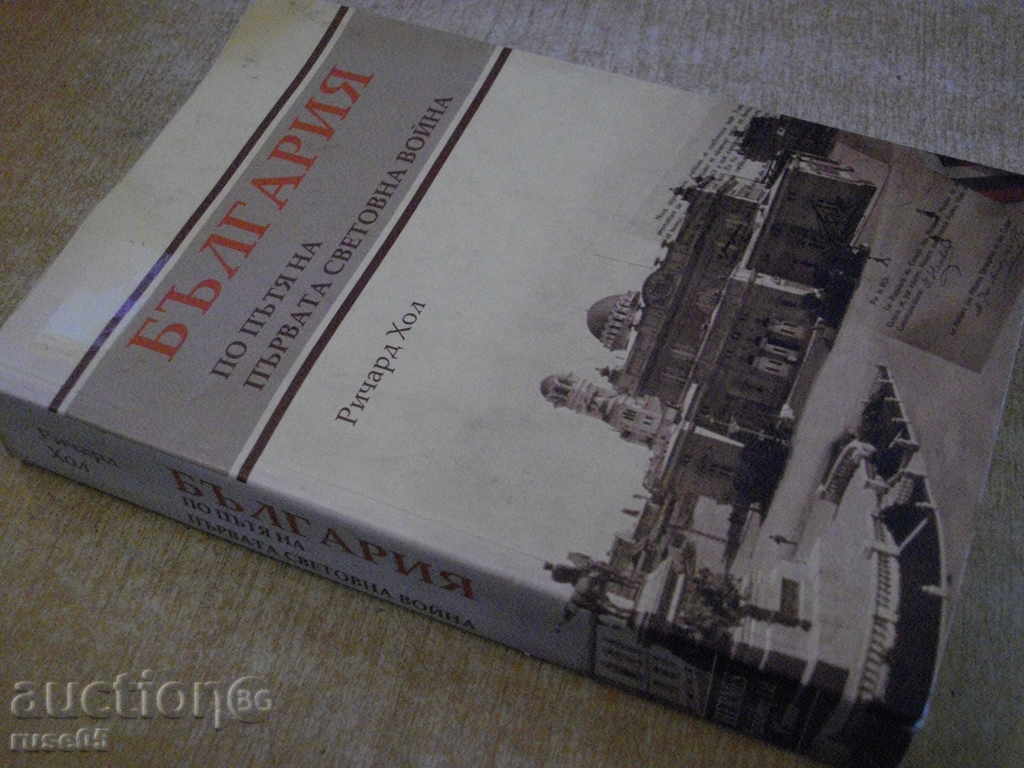 БЪЛГАРИЯ
ПО ПЪТЯ НА
ПЪРВАТА СВЕТОВНА ВОЙНА
Ричард Хол
Ричард
Хол
БЪЛГАРИЯ
ПО ПЪТЯ НА
ПЪРВАТА СВЕТОВНА ВОЙНА
auction BG
ruse05